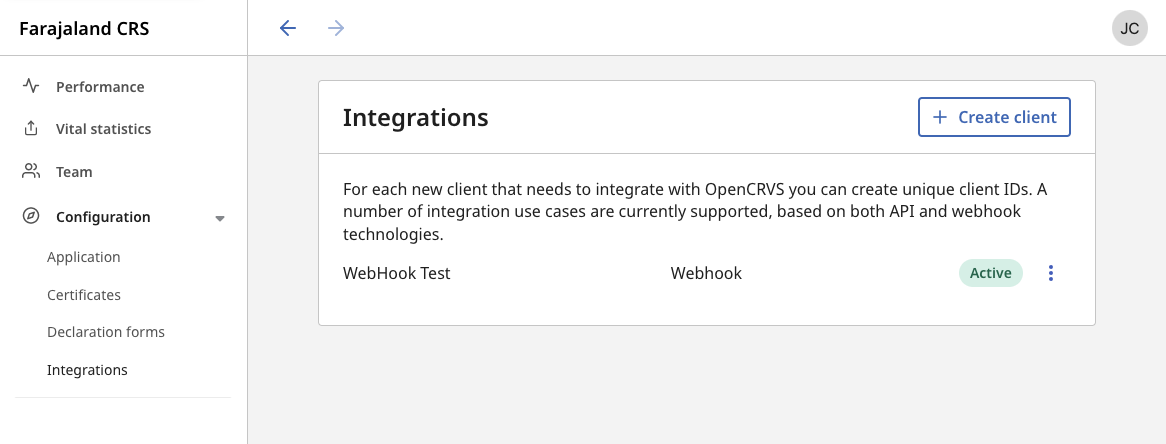 Farajaland CRS
JC
Performance
Vital statistics
Team
Configuration
Application
Certificates
Declaration forms
Integrations
Integrations
Create client
For each new client that needs to integrate with OpenCRVS you can create unique client IDs. A
number of integration use cases are currently supported, based on both API and webhook
technologies.
WebHook Test
Webhook
Active